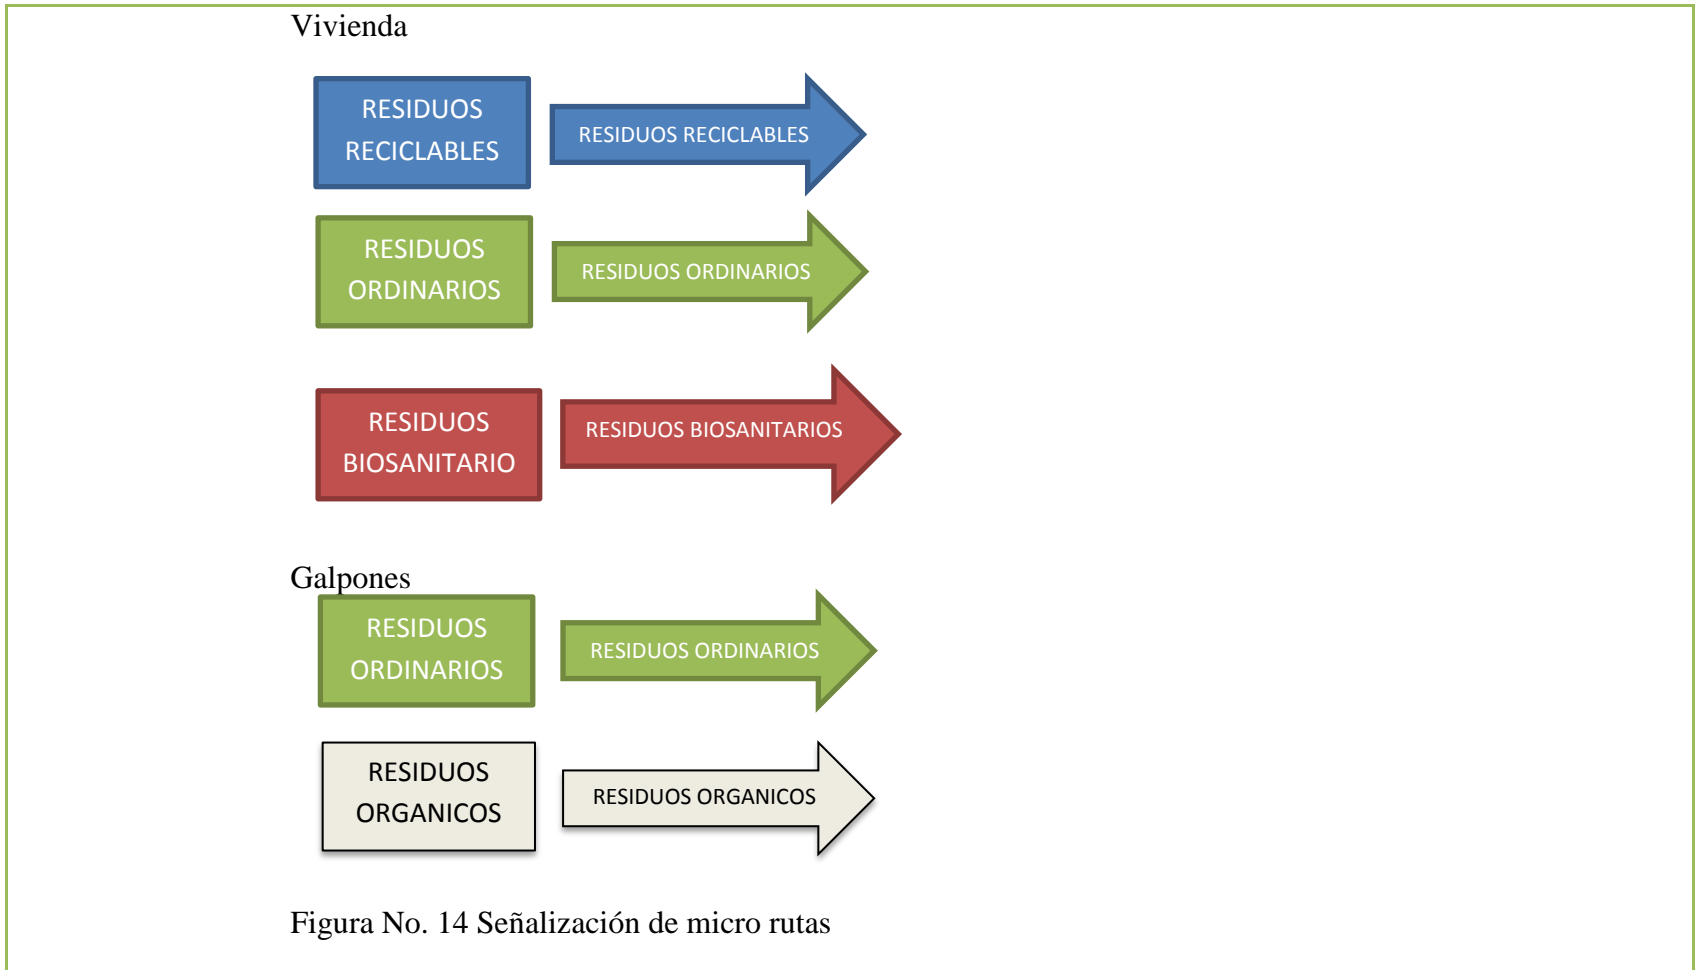 Vivienda
RESIDUOS
RECICLABLES
RESIDUOS RECICLABLES
RESIDUOS
ORDINARIOS
RESIDUOS ORDINARIOS
RESIDUOS
BIOSANITARIO
RESIDUOS BIOSANITARIOS
Galpones
RESIDUOS
ORDINARIOS
RESIDUOS ORDINARIOS
RESIDUOS
ORGANICOS
RESIDUOS ORGANICOS
Figura No. 14 Señalización de micro rutas